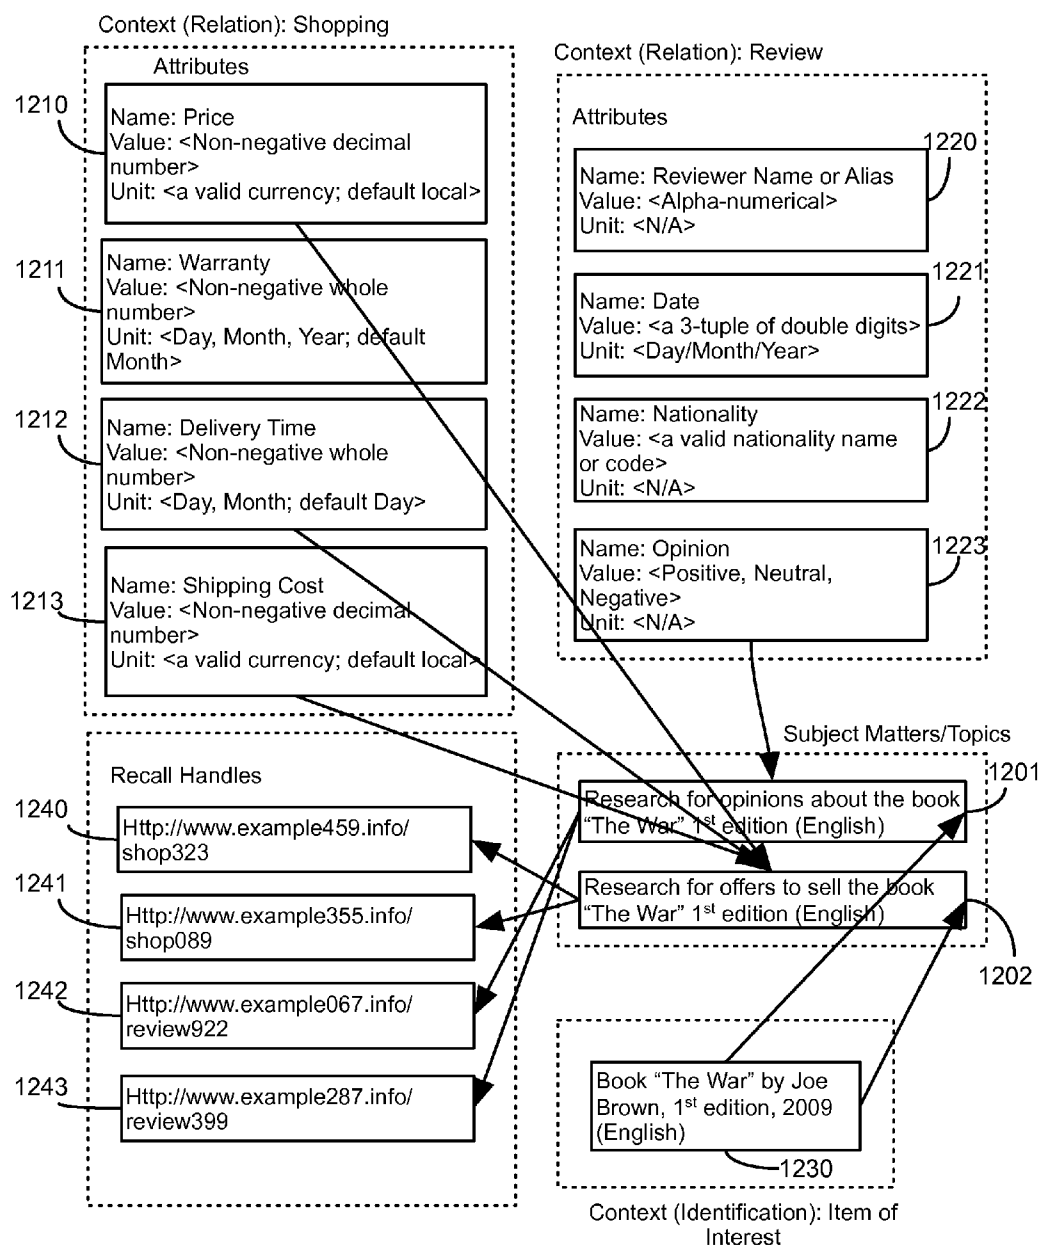 Context (Relation): Shopping
Attributes
1210
Name: Price
Value: <Non-negative decimal
number>
Unit: <a valid currency; default local>
1211
Name: Warranty
Value: <Non-negative whole
number>
Unit: <Day, Month, Year; default
Month>
1212
Name: Delivery Time
Value: <Non-negative whole
number>
Unit: <Day, Month; default Day>
1213
Name: Shipping Cost
Value: <Non-negative decimal
number>
Unit: <a valid currency; default local>
Context (Relation): Review
Attributes
1220
Name: Reviewer Name or Alias
Value: <Alpha-numerical>
Unit: <N/A>
1221
Name: Date
Value: <a 3-tuple of double digits>
Unit: <Day/Month/Year>
1222
Name: Nationality
Value: <a valid nationality name
or code>
Unit: <N/A>
1223
Name: Opinion
Value: <Positive, Neutral,
Negative>
Unit: <N/A>
Recall Handles
1240
Http://www.example459.info/
shop323
1241
Http://www.example355.info/
shop089
1242
Http://www.example067.info/
review922
1243
Http://www.example287.info/
review399
Subject Matters/Topics
1201
Research for opinions about the book
“The War” 1st edition (English)
Research for offers to sell the book
“The War” 1st edition (English)
1202
Book “The War” by Joe
Brown, 1st edition, 2009
(English)
1230
Context (Identification): Item of
Interest